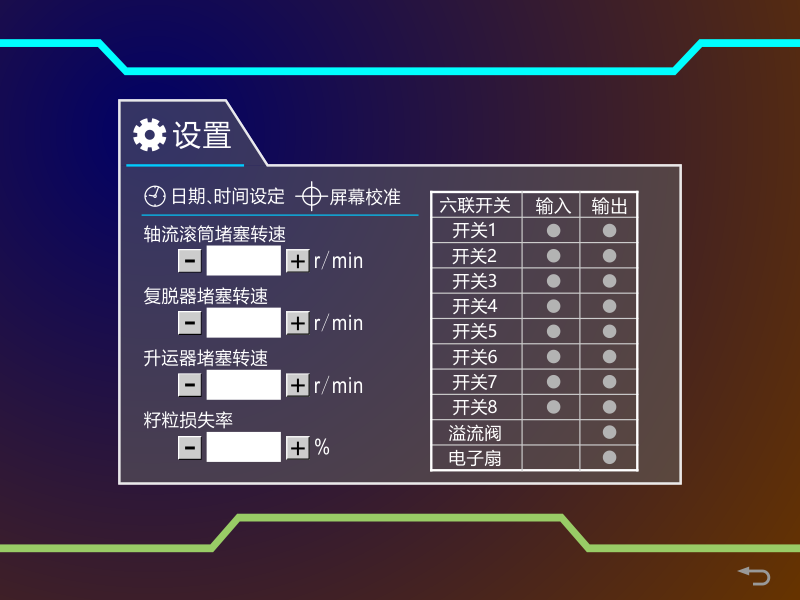 设置
日期、时间设定 屏幕校准
轴流滚筒堵塞转速
- + r/min
复脱器堵塞转速
- + r/min
升运器堵塞转速
- + r/min
籽粒损失率
- + %
六联开关 输入 输出
开关1
开关2
开关3
开关4
开关5
开关6
开关7
开关8
溢流阀
电子扇